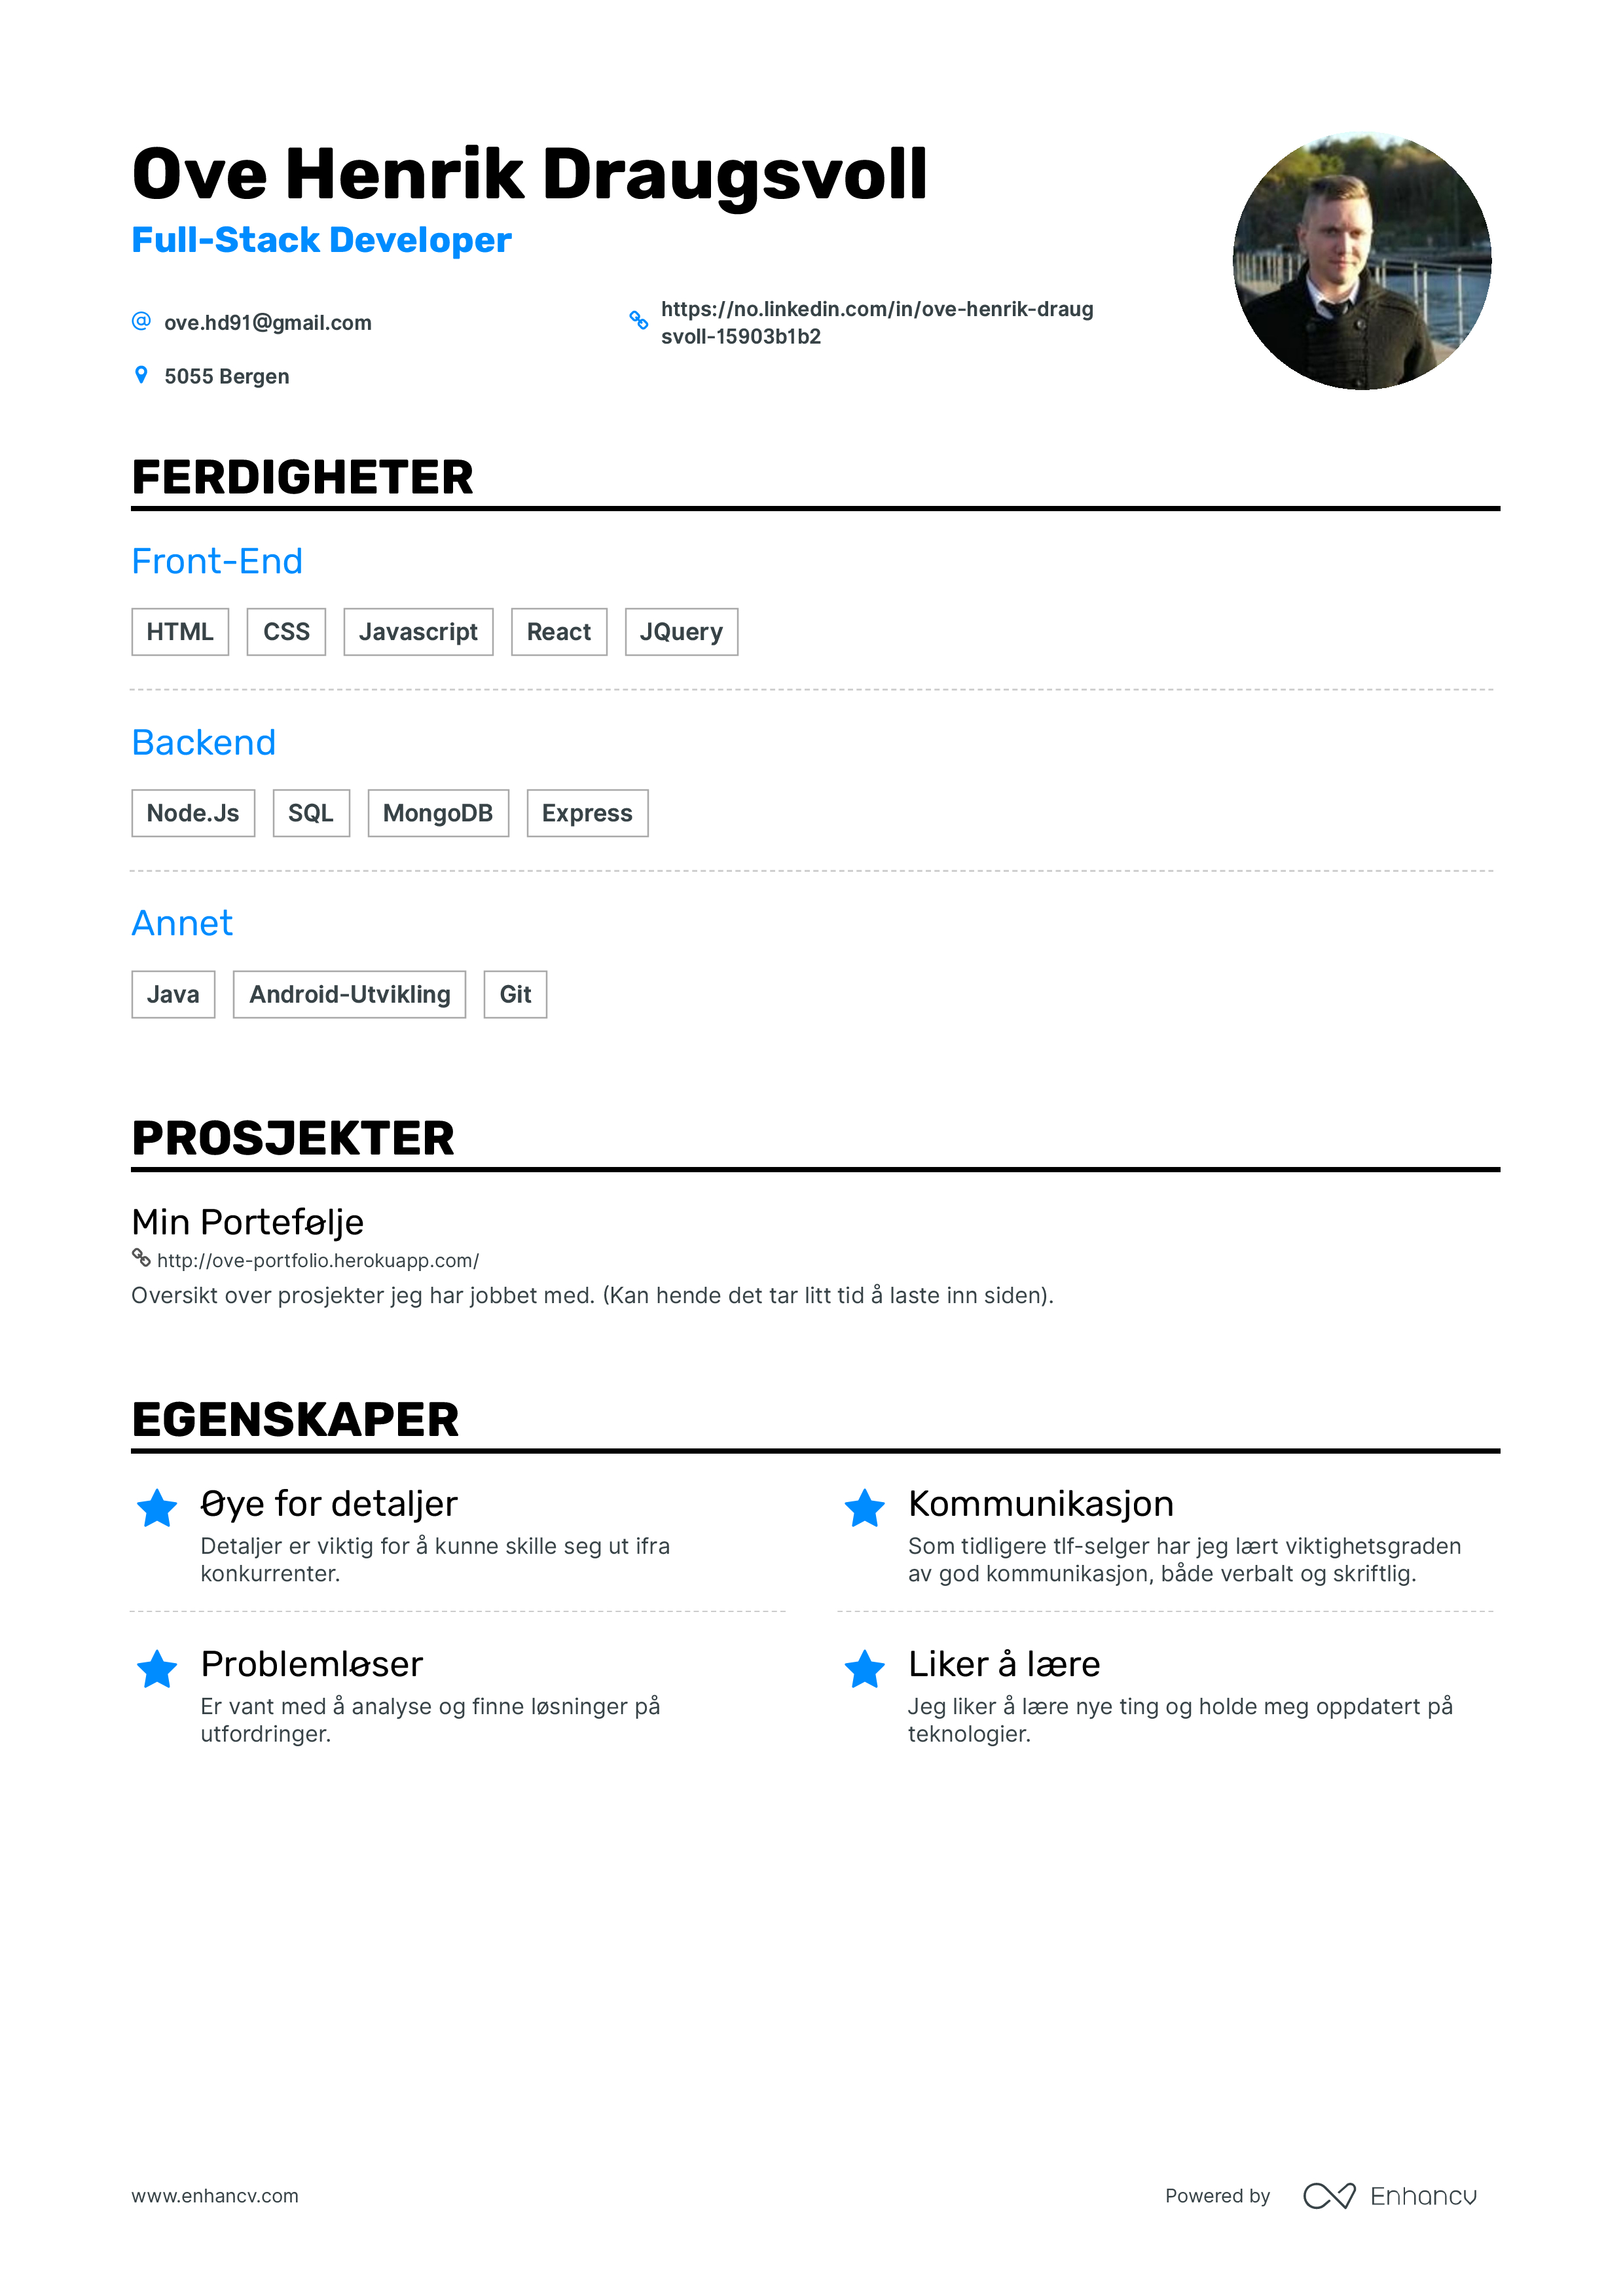 Ove Henrik Draugsvoll
Full-Stack Developer
@ ove.hd91@gmail.com
https://no.linkedin.com/in/ove-henrik-draug
svoll-15903b1b2
5055 Bergen
FERDIGHETER
Front-End
HTML CSS Javascript React JQuery
Backend
Node.Js SQL MongoDB Express
Annet
Java Android-Utvikling Git
PROSJEKTER
Min Portefølje
http://ove-portfolio.herokuapp.com/
Oversikt over prosjekter jeg har jobbet med. (Kan hende det tar litt tid å laste inn siden).
EGENSKAPER
Øye for detaljer
Detaljer er viktig for å kunne skille seg ut ifra
konkurrenter.
Kommunikasjon
Som tidligere tlf-selger har jeg lært viktighetsgraden
av god kommunikasjon, både verbalt og skriftlig.
Problemløser
Er vant med å analyse og finne løsninger på
utfordringer.
Liker å lære
Jeg liker å lære nye ting og holde meg oppdatert på
teknologier.
www.enhancv.com
Powered by Enhancv